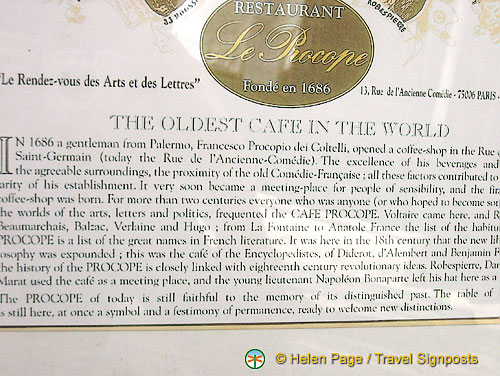 JJ ROUSS
ROBESPIERRE
RESTAURANT
Le Procope
Fondé en 1686
"Le Rendez-vous des Arts et des Lettres"
13, Rue de l'Ancienne Comédie - 75006 PARIS -
THE OLDEST CAFE IN THE WORLD
IN 1686 a gentleman from Palermo, Francesco Procopio dei Coltelli, opened a coffee-shop in the Rue d
Saint-Germain (today the Rue de l'Ancienne-Comédie). The excellence of his beverages and
the agreeable surroundings, the proximity of the old Comédie-Française ; all these factors contributed to
arity of his establishment. It very soon became a meeting-place for people of sensibility, and the fir
coffee-shop was born. For more than two centuries everyone who was anyone (or who hoped to become som
the worlds of the arts, letters and politics, frequented the CAFE PROCOPE. Voltaire came here, and R
Beaumarchais, Balzac, Verlaine and Hugo ; from La Fontaine to Anatole France the list of the habitu
PROCOPE is a list of the great names in French literature. It was here in the 18th century that the new lib
osophy was expounded ; this was the café of the Encyclopedistes, of Diderot, d'Alembert and Benjamin F
the history of the PROCOPE is closely linked with eighteenth century revolutionary ideas. Robespierre, Dan
Marat used the café as a meeting place, and the young lieutenant Napoléon Bonaparte left his hat here as a
The PROCOPE of today is still faithful to the memory of its distinguished past. The table of
is still here, at once a symbol and a testimony of permanence, ready to welcome new distinctions.
© Helen Page / Travel Signposts